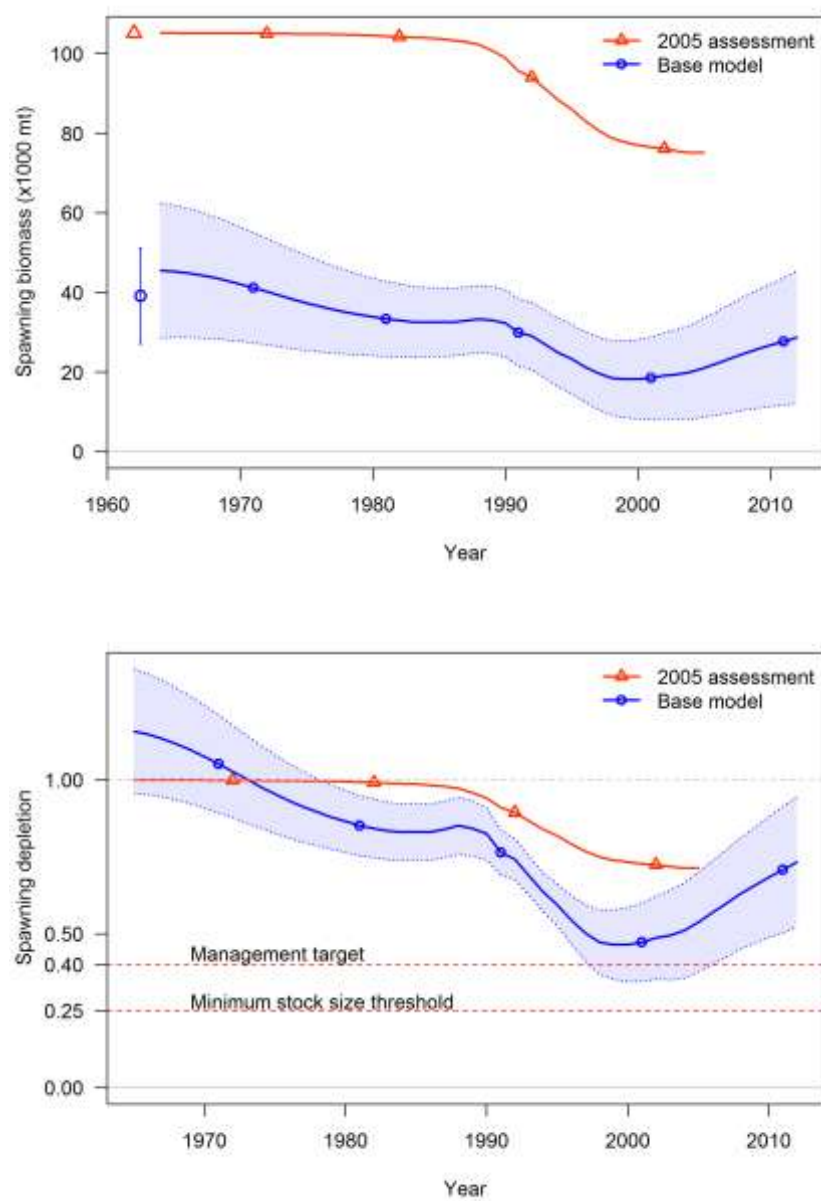 2005 assessment
Base model
Spawning biomass (x1000 mt)
100
80
60
40
20
0
1960 1970 1980 1990 2000 2010
Year
2005 assessment
Base model
Spawning depletion
1.00
0.50
0.40
0.25
0.00
Management target
Minimum stock size threshold
1970 1980 1990 2000 2010
Year